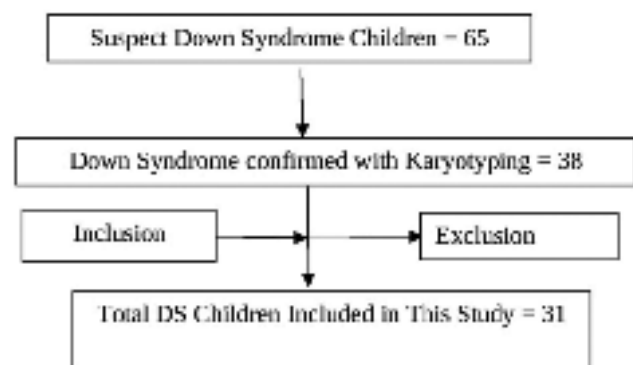 Suspect Down Syndrome Children = 65
Down Syndrome confirmed with Karyotyping = 38
Inclusion
Exclusion
Total DS Children Included in This Study = 31